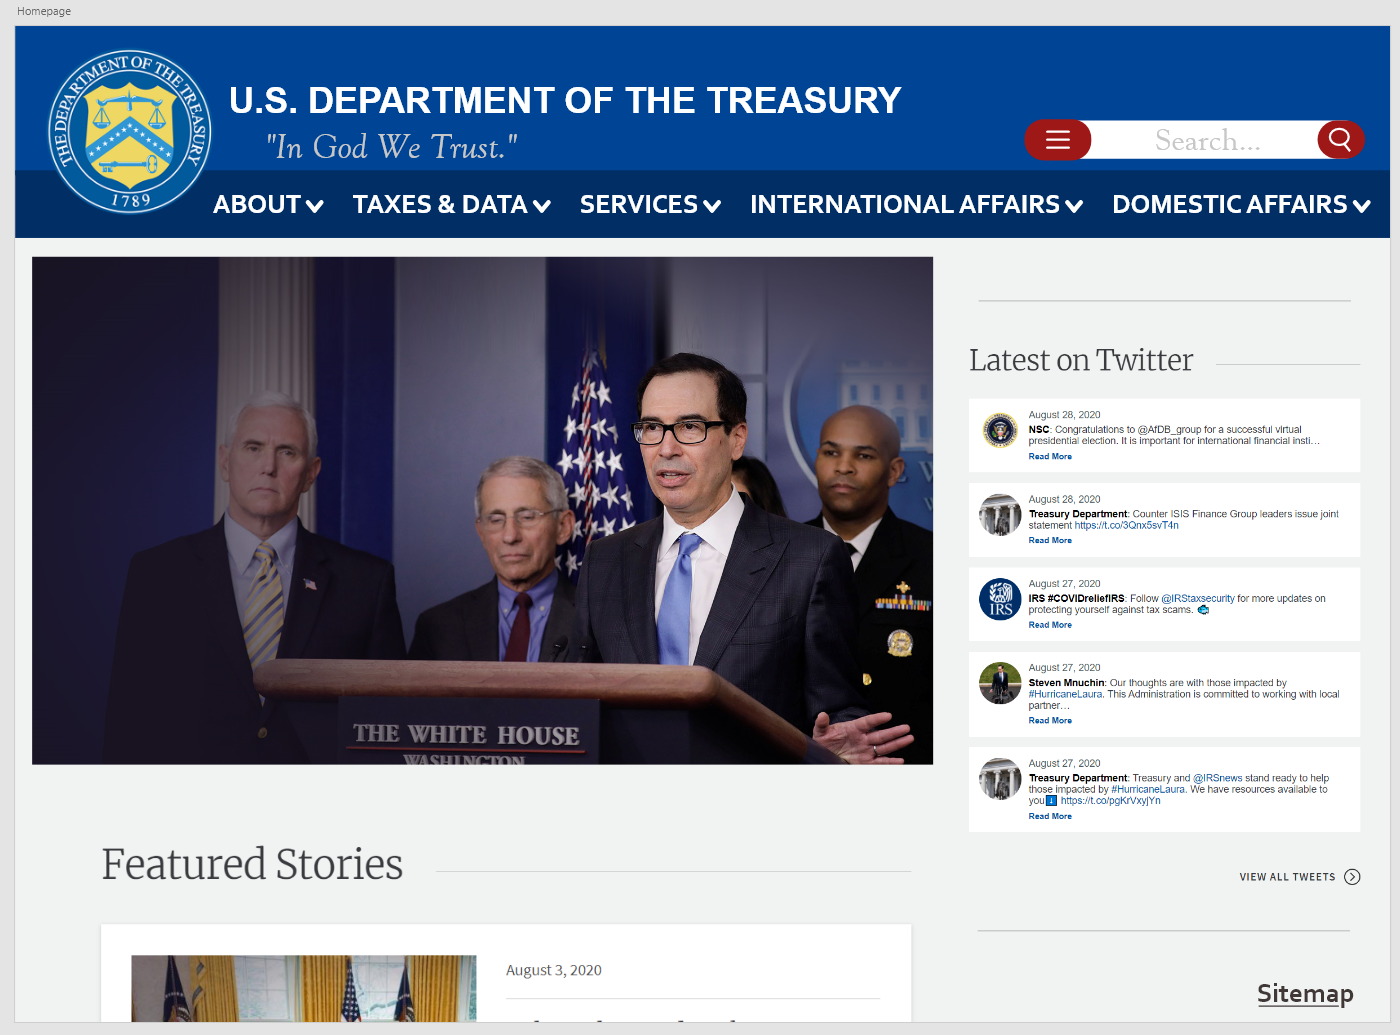 Homepage
THE DEPARTMENT OF THE TREASURY
1789
U.S. DEPARTMENT OF THE TREASURY
"In God We Trust."
Search...
ABOUT
TAXES & DATA
SERVICES
INTERNATIONAL AFFAIRS
DOMESTIC AFFAIRS
THE WHITE HOUSE
WASHINGTON
Latest on Twitter
August 28, 2020
NSC: Congratulations to @AfDB_group for a successful virtual
presidential election. It is important for international financial insti...
Read More
August 28, 2020
Treasury Department: Counter ISIS Finance Group leaders issue joint
statement https://t.co/3Qnx5svT4n
Read More
IRS
August 27, 2020
IRS #COVIDreliefIRS: Follow @IRStaxsecurity for more updates on
protecting yourself against tax scams.
Read More
August 27, 2020
Steven Mnuchin: Our thoughts are with those impacted by
#HurricaneLaura. This Administration is committed to working with local
partner...
Read More
August 27, 2020
Treasury Department: Treasury and @IRSnews stand ready to help
those impacted by #HurricaneLaura. We have resources available to
you https://t.co/pgKrVxyjYn
Read More
VIEW ALL TWEETS
Sitemap
Featured Stories
August 3, 2020